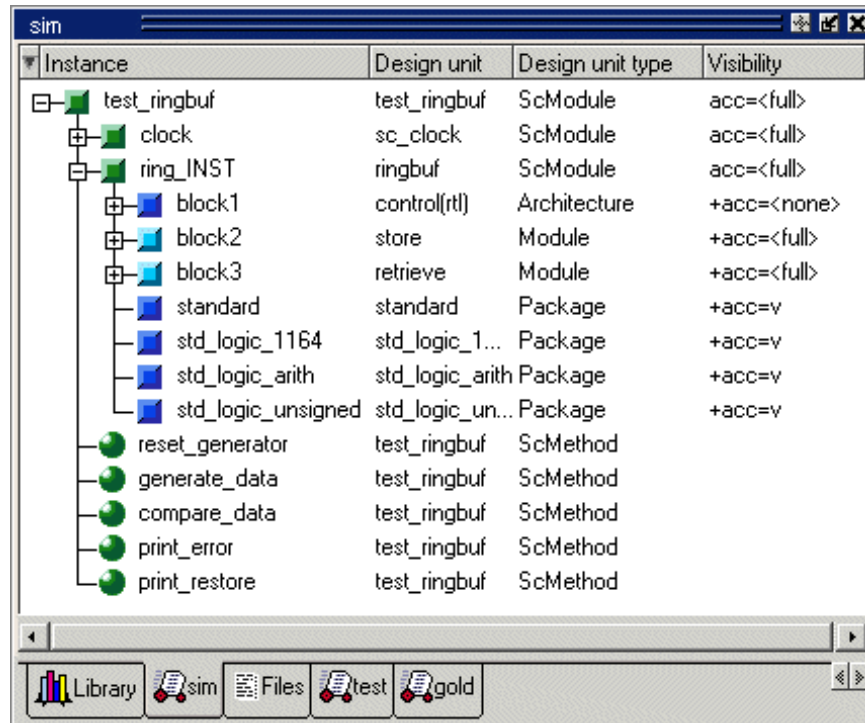 sim
Instance Design unit Design unit type Visibility
test_ringbuf test_ringbuf ScModule acc=<full>
clock sc_clock ScModule acc=<full>
ring_INST ringbuf ScModule acc=<full>
block1 control(rtl) Architecture +acc=<none>
block2 store Module +acc=<full>
block3 retrieve Module +acc=<full>
standard standard Package +acc=v
std_logic_1164 std_logic_1... Package +acc=v
std_logic_arith std_logic_arith Package +acc=v
std_logic_unsigned std_logic_un... Package +acc=v
reset_generator test_ringbuf ScMethod
generate_data test_ringbuf ScMethod
compare_data test_ringbuf ScMethod
print_error test_ringbuf ScMethod
print_restore test_ringbuf ScMethod
Library sim Files test gold